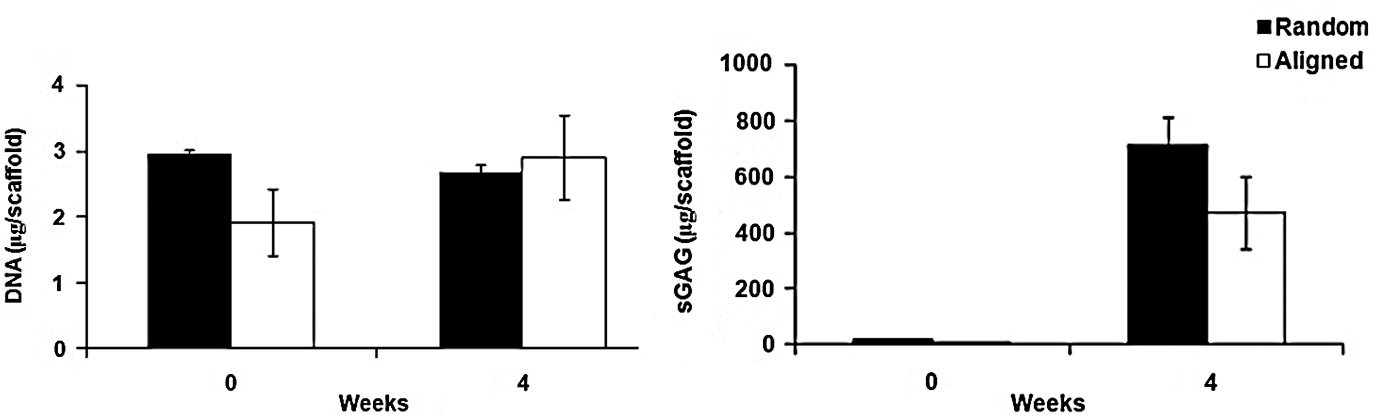 DNA (μg/scaffold)
4
3
2
1
0
0 4
Weeks
sGAG (μg/scaffold)
1000
800
600
400
200
0
0 4
Weeks
Random
Aligned